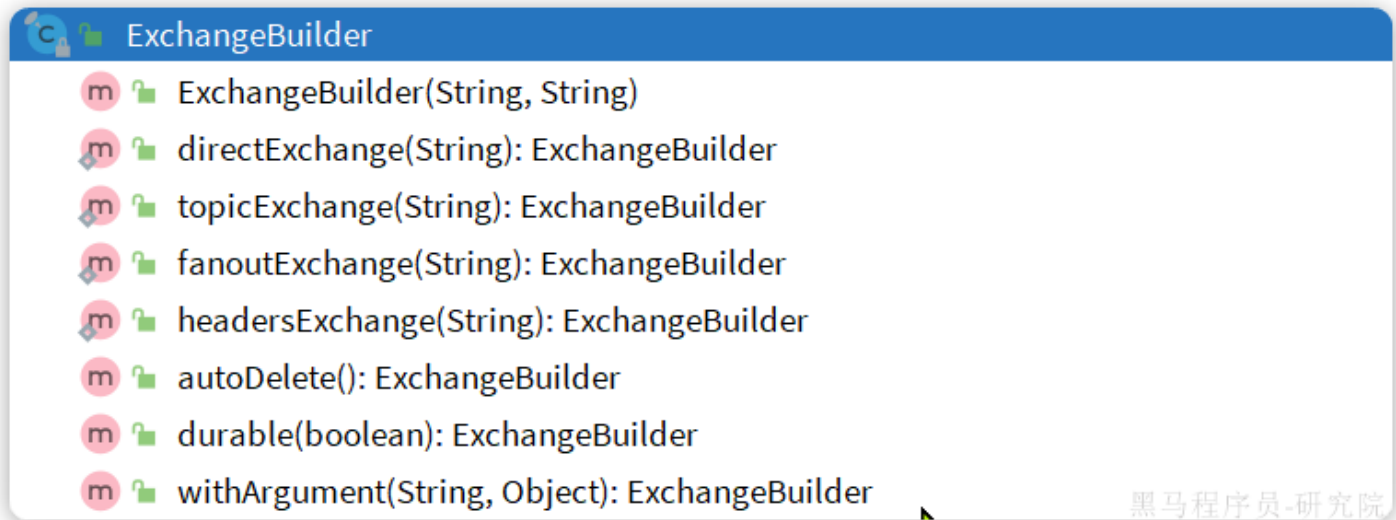 ExchangeBuilder
ExchangeBuilder(String, String)
directExchange(String): ExchangeBuilder
topicExchange(String): ExchangeBuilder
fanoutExchange(String): ExchangeBuilder
headersExchange(String): ExchangeBuilder
autoDelete(): ExchangeBuilder
durable(boolean): ExchangeBuilder
withArgument(String, Object): ExchangeBuilder
黑马程序员-研究院